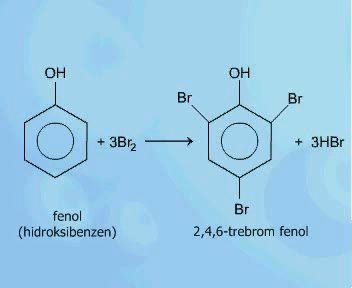 OH
+ 3Br₂
fenol
(hidroksibenzen)
OH
Br
Br
Br
+ 3HBr
2,4,6-trebrom fenol